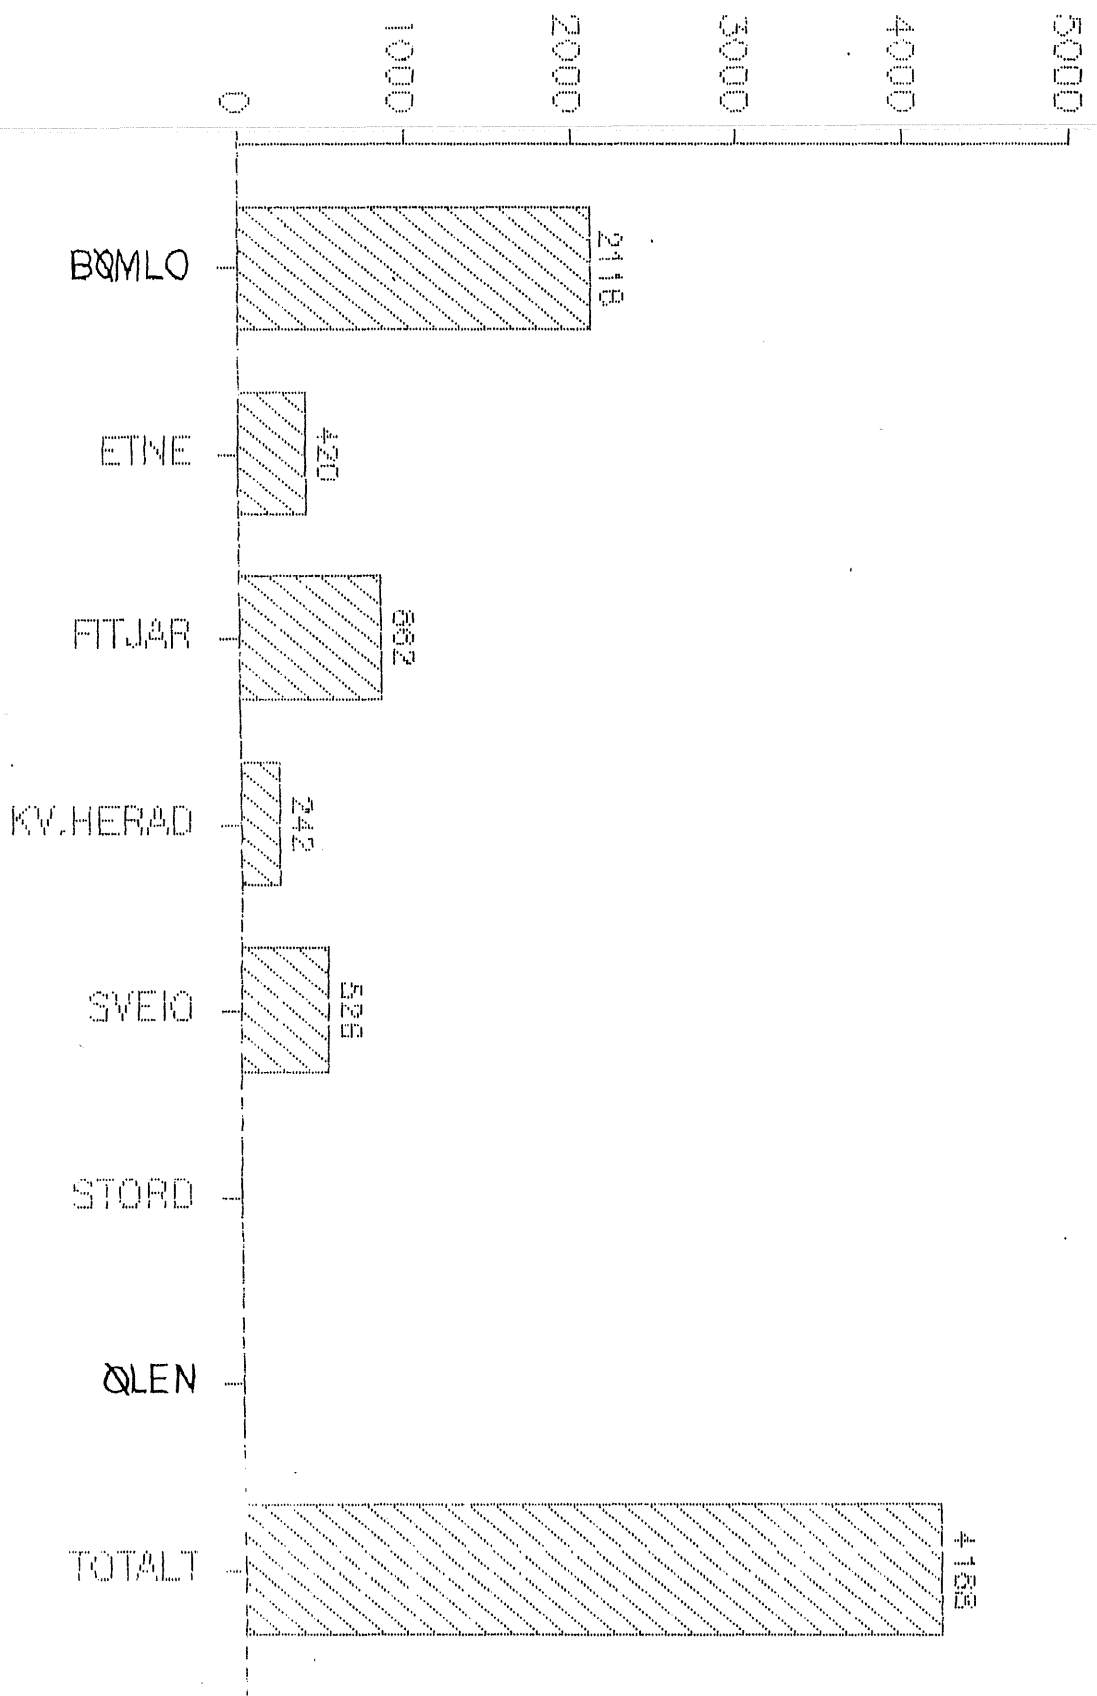 5000
4000
3000
2000
1000
0
2118
420
862
242
526
4168
BØMLO
ETNE
FITJAR
KV.HERAD
SVEIO
STORD
ØLEN
TOTALT